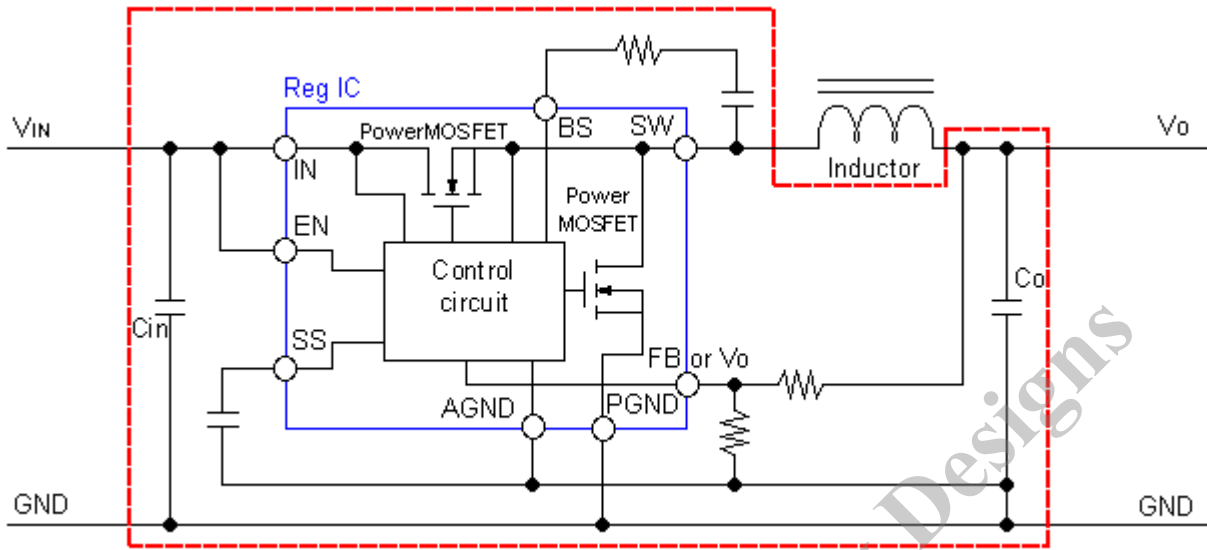 Reg IC
BS
SW
PowerMOSFET
VIN
Vo
IN
Inductor
Power
MOSFET
EN
Control
circuit
Co
Cin
SS
FB or Vo
AGND
PGND
GND
GND
Designs